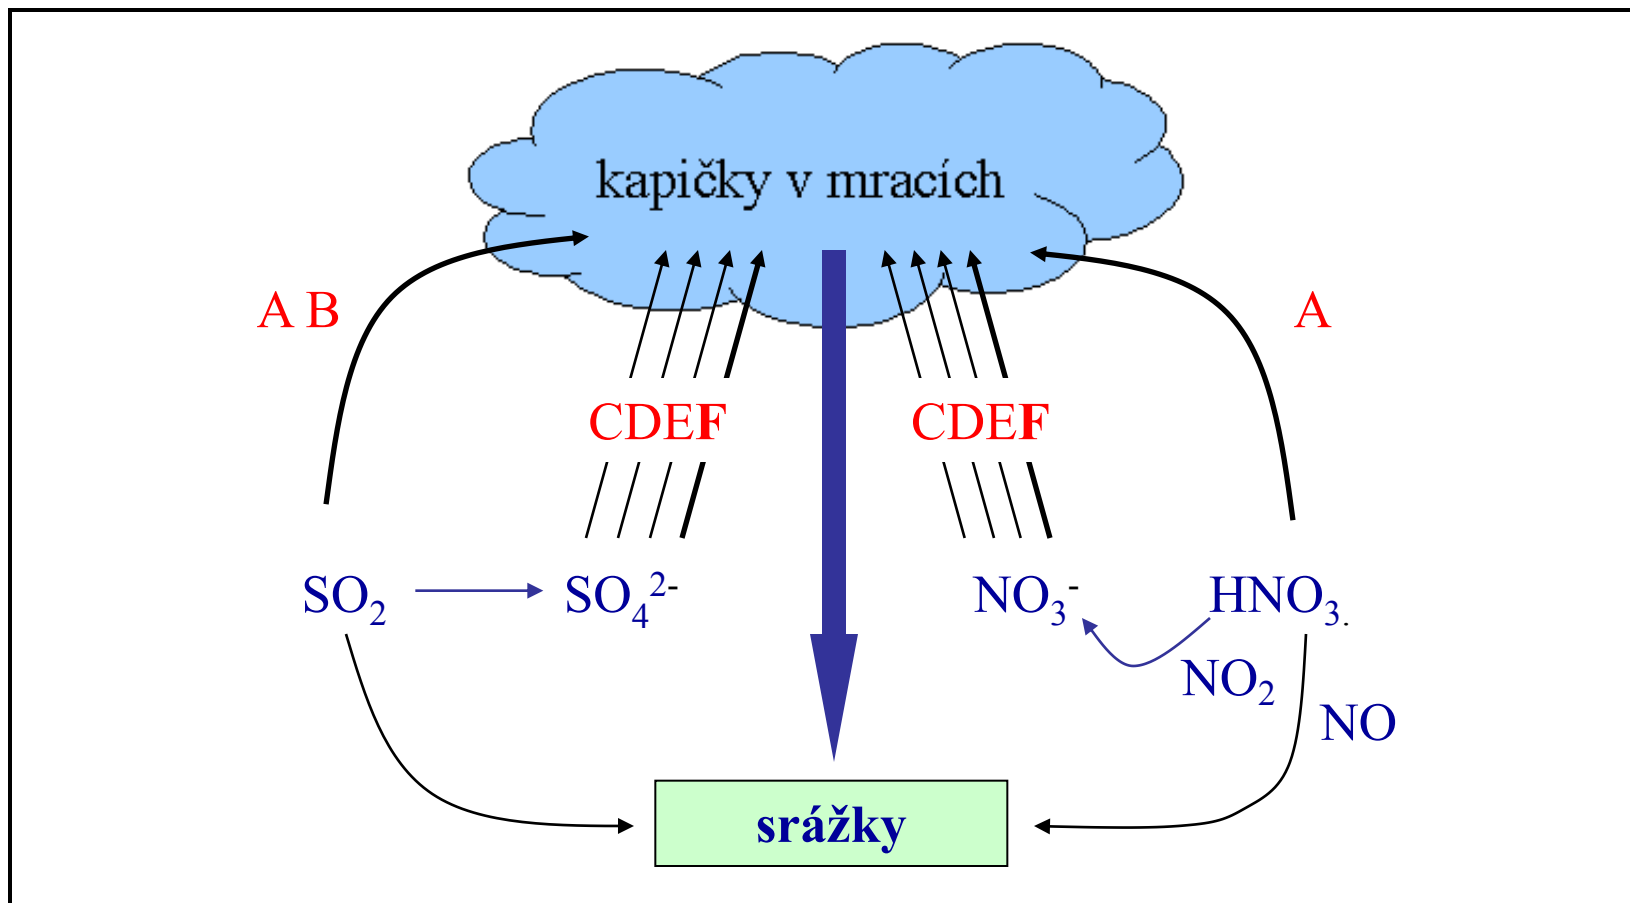 kapičky v mracích
A B
A
CDEF
CDEF
SO₂
SO₄²⁻
NO₃⁻
HNO₃.
NO₂
NO
srážky